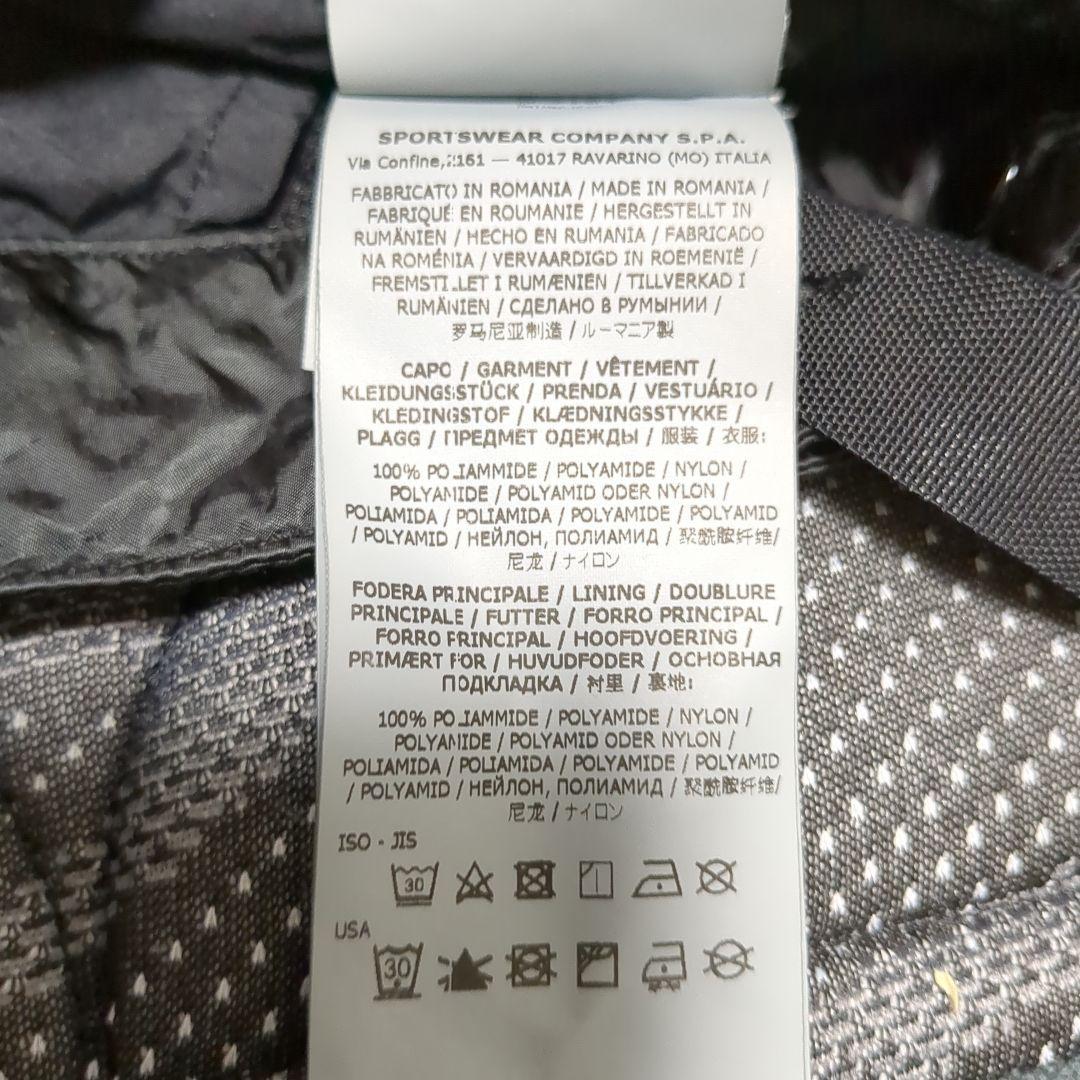 SPORTSWEAR COMPANY S.P.A.
Via Confine, 2161 — 41017 RAVARINO (MO) ITALIA
FABBRICATO IN ROMANIA / MADE IN ROMANIA /
FABRIQUÉ EN ROUMANIE / HERGESTELLT IN
RUMÄNIEN / HECHO EN RUMANIA / FABRICADO
NA ROMÉNIA / VERVAARDIGD IN ROEMENIË /
FREMSTILLET I RUMÆNIEN / TILLVERKAD I
RUMÄNIEN / СДЕЛАНО В РУМЫНИИ /
罗马尼亚制造 / ルーマニア製
CAPO / GARMENT / VÊTEMENT /
KLEIDUNGSSTÜCK / PRENDA / VESTUÁRIO /
KLEDINGSTOF / KLÆDNINGSSTYKKE /
PLAGG / ПРЕДМЕТ ОДЕЖДЫ / 服装 / 衣服:
100% POLIAMMIDE / POLYAMIDE / NYLON /
POLYAMIDE / POLYAMID ODER NYLON /
POLIAMIDA / POLIAMIDA / POLYAMIDE / POLYAMID
/ POLYAMID / НЕЙЛОН, ПОЛИАМИД / 聚酰胺纤维/
尼龙 / ナイロン
FODERA PRINCIPALE / LINING / DOUBLURE
PRINCIPALE / FUTTER / FORRO PRINCIPAL /
FORRO PRINCIPAL / HOOFDVOERING /
PRIMÆRT FOR / HUVUDFODER / ОСНОВНАЯ
ПОДКЛАДКА / 衬里 / 裏地:
100% POLIAMMIDE / POLYAMIDE / NYLON /
POLYAMIDE / POLYAMID ODER NYLON /
POLIAMIDA / POLIAMIDA / POLYAMIDE / POLYAMID
/ POLYAMID / НЕЙЛОН, ПОЛИАМИД / 聚酰胺纤维/
尼龙 / ナイロン
ISO - JIS
30
USA
30